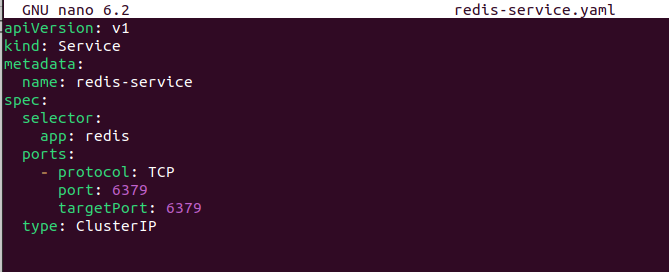 GNU nano 6.2 redis-service.yaml
apiVersion: v1
kind: Service
metadata:
  name: redis-service
spec:
  selector:
    app: redis
  ports:
    - protocol: TCP
      port: 6379
      targetPort: 6379
  type: ClusterIP